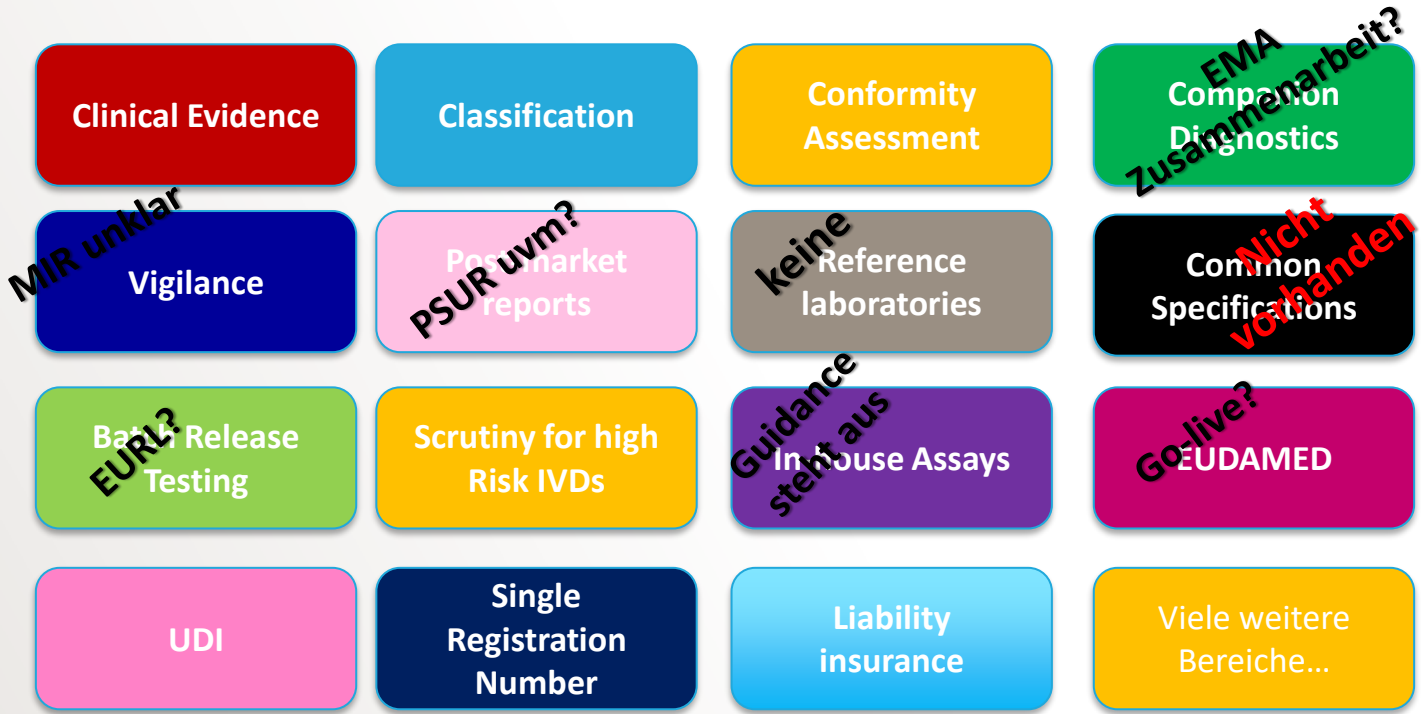 Clinical Evidence
Classification
Conformity
Assessment
EMA
Zusammenarbeit?
Companion
Diagnostics
MIR unklar
Vigilance
PSUR uvm?
Post market
reports
keine
Reference
laboratories
Nicht
vorhanden
Common
Specifications
EURL?
Batch Release
Testing
Scrutiny for high
Risk IVDs
Guidance
steht aus
In-house Assays
Go-live?
EUDAMED
UDI
Single
Registration
Number
Liability
insurance
Viele weitere
Bereiche...